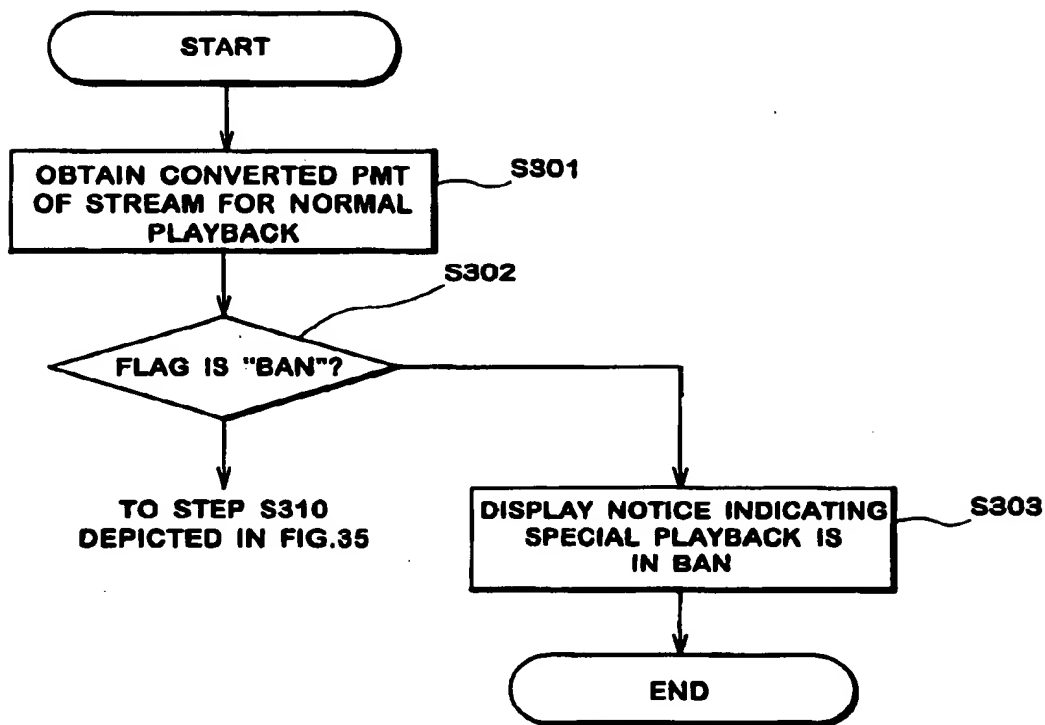 START
OBTAIN CONVERTED PMT
OF STREAM FOR NORMAL
PLAYBACK
S301
S302
FLAG IS "BAN"?
TO STEP S310
DEPICTED IN FIG.35
DISPLAY NOTICE INDICATING
SPECIAL PLAYBACK IS
IN BAN
S303
END